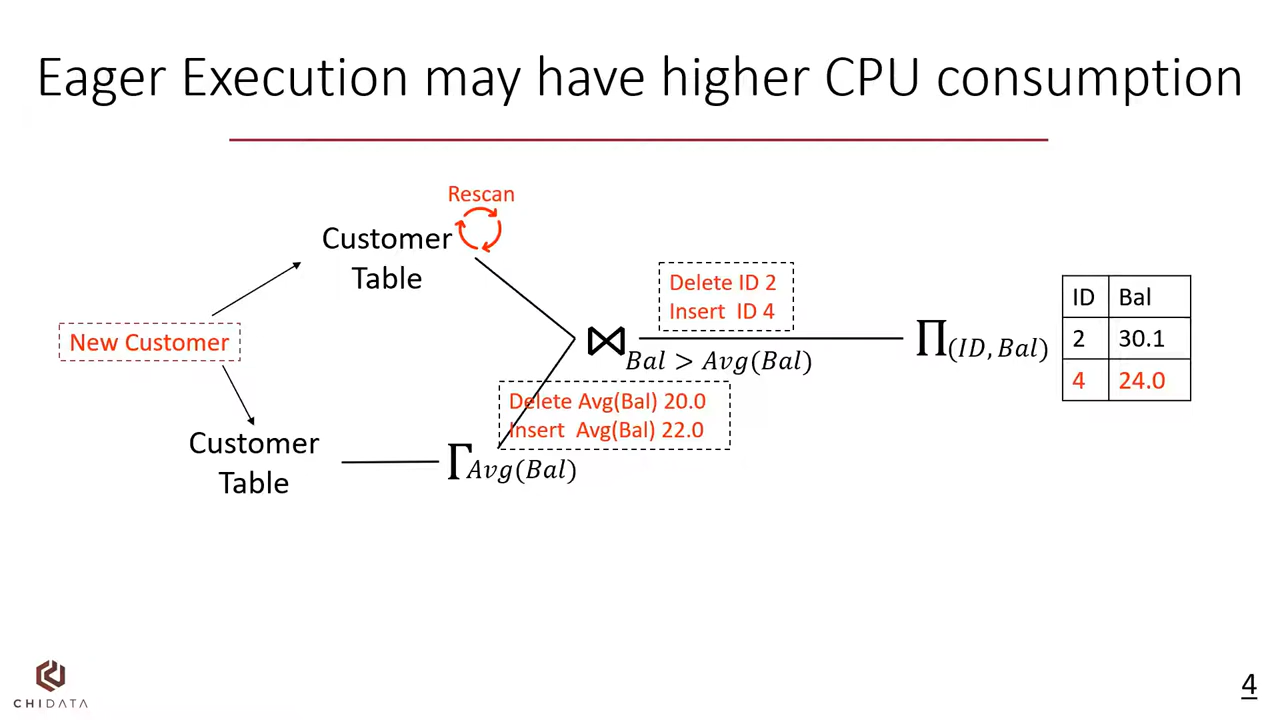 Eager Execution may have higher CPU consumption
Rescan
Customer
Table
New Customer
Customer
Table
Γ Avg(Bal)
Delete Avg(Bal) 20.0
Insert Avg(Bal) 22.0
⋈ Bal > Avg(Bal)
Delete ID 2
Insert ID 4
Π (ID, Bal)
ID Bal
2 30.1
4 24.0
CHIDATA
4